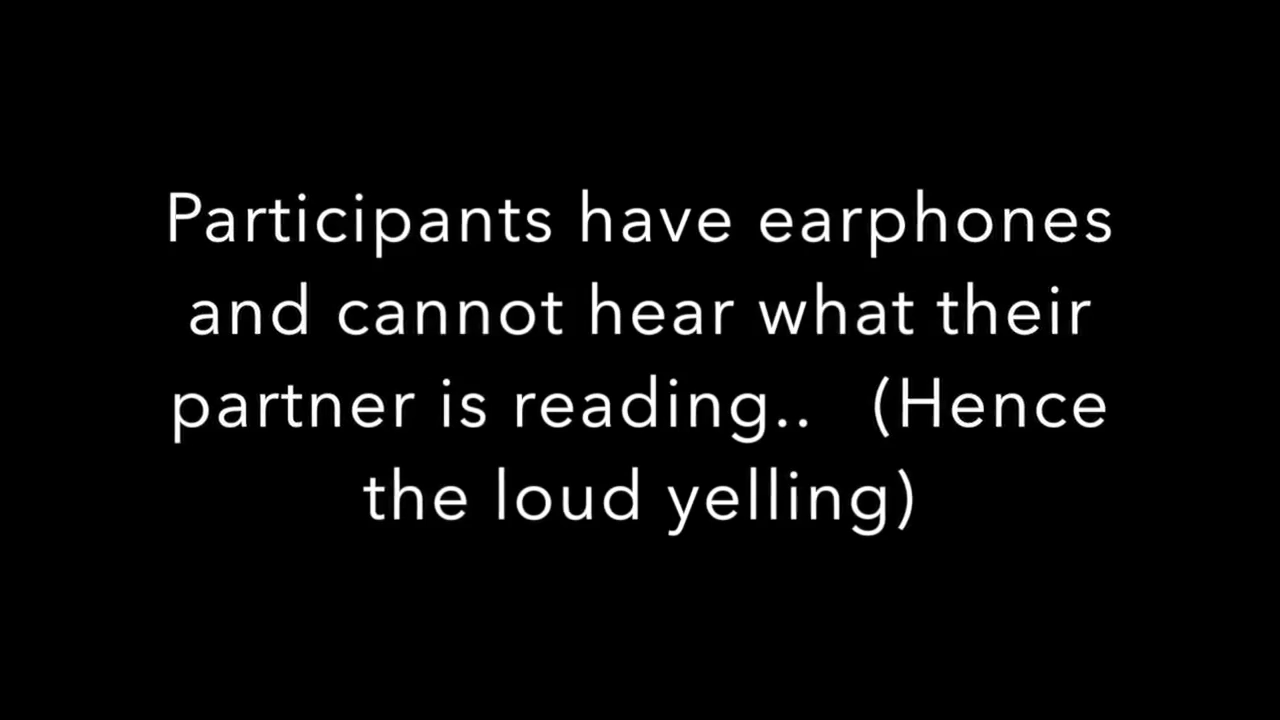 Participants have earphones
and cannot hear what their
partner is reading..   (Hence
the loud yelling)